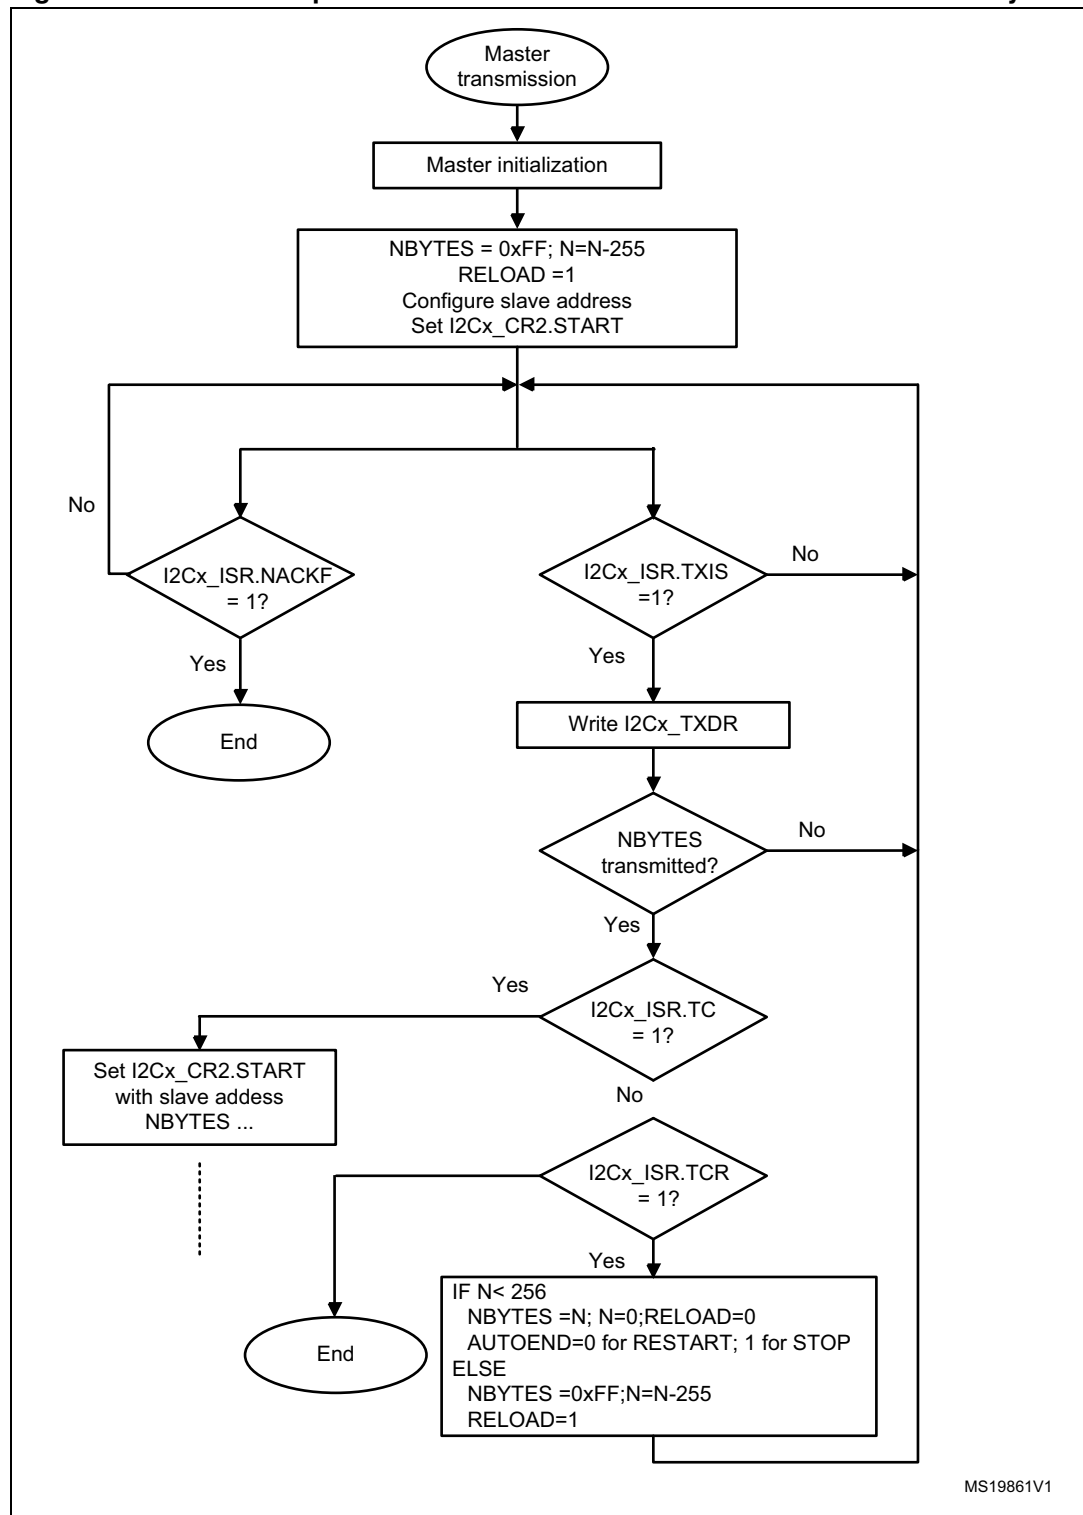 Master
transmission
Master initialization
NBYTES = 0xFF; N=N-255
RELOAD =1
Configure slave address
Set I2Cx_CR2.START
No
I2Cx_ISR.NACKF
= 1?
Yes
End
I2Cx_ISR.TXIS
=1?
No
Yes
Write I2Cx_TXDR
NBYTES
transmitted?
No
Yes
I2Cx_ISR.TC
= 1?
Yes
Set I2Cx_CR2.START
with slave addess
NBYTES ...
No
I2Cx_ISR.TCR
= 1?
Yes
End
IF N< 256
NBYTES =N; N=0;RELOAD=0
AUTOEND=0 for RESTART; 1 for STOP
ELSE
NBYTES =0xFF;N=N-255
RELOAD=1
MS19861V1